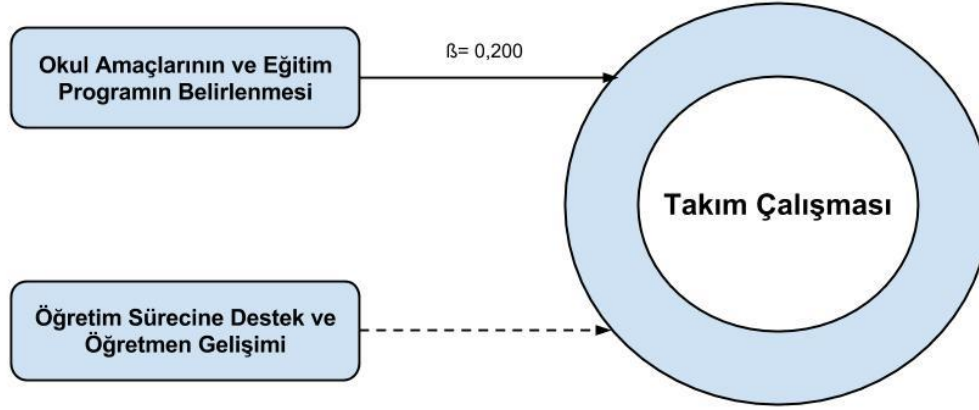 Okul Amaçlarının ve Eğitim
Programın Belirlenmesi
ß= 0,200
Takım Çalışması
Öğretim Sürecine Destek ve
Öğretmen Gelişimi